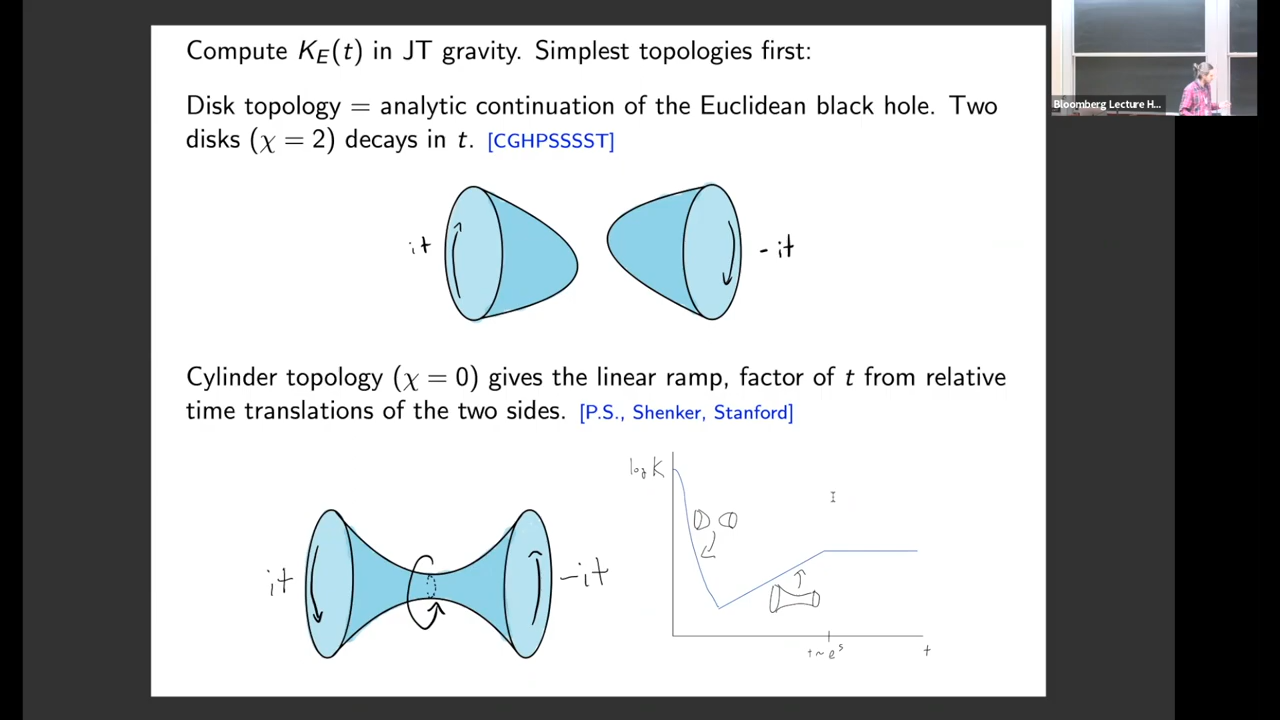 Compute K_E(t) in JT gravity. Simplest topologies first:
Disk topology = analytic continuation of the Euclidean black hole. Two
disks (χ = 2) decays in t. [CGHPSSSST]
it
-it
Cylinder topology (χ = 0) gives the linear ramp, factor of t from relative
time translations of the two sides. [P.S., Shenker, Stanford]
it
-it
log K
t~e^S
t
Bloomberg Lecture H...